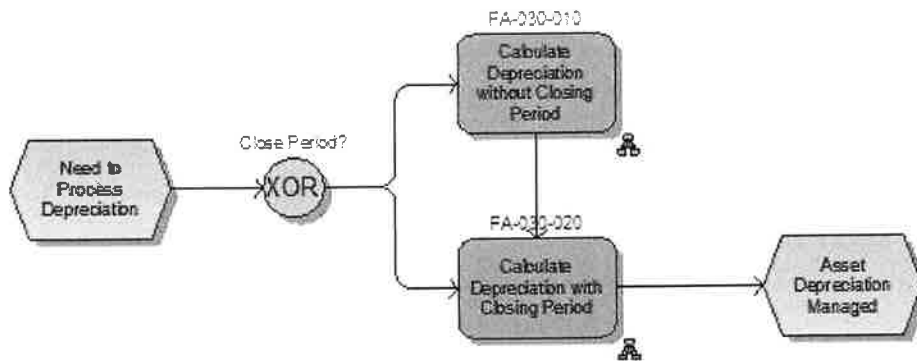 FA-030-010
Calculate
Depreciation
without Closing
Period
Close Period?
Need to
Process
Depreciation
XOR
FA-030-020
Calculate
Depreciation with
Closing Period
Asset
Depreciation
Managed